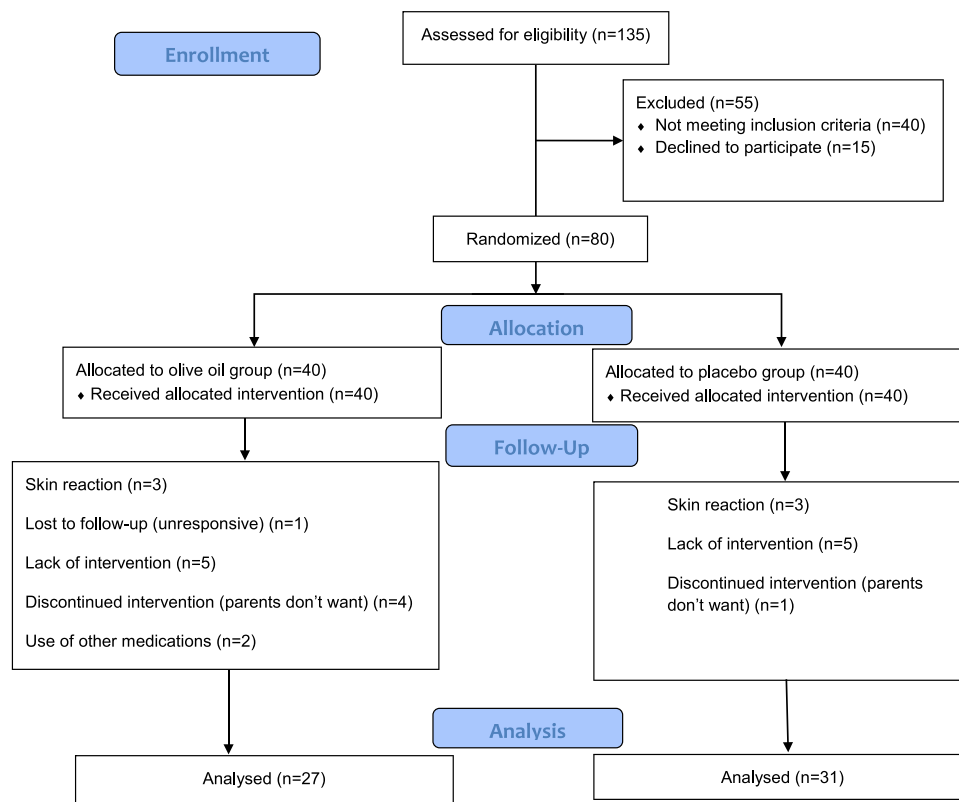 Assessed for eligibility (n=135)
Enrollment
Excluded (n=55)
♦ Not meeting inclusion criteria (n=40)
♦ Declined to participate (n=15)
Randomized (n=80)
Allocation
Allocated to olive oil group (n=40)
♦ Received allocated intervention (n=40)
Allocated to placebo group (n=40)
♦ Received allocated intervention (n=40)
Follow-Up
Skin reaction (n=3)
Lost to follow-up (unresponsive) (n=1)
Lack of intervention (n=5)
Discontinued intervention (parents don’t want) (n=4)
Use of other medications (n=2)
Skin reaction (n=3)
Lack of intervention (n=5)
Discontinued intervention (parents
don’t want) (n=1)
Analysis
Analysed (n=27)
Analysed (n=31)